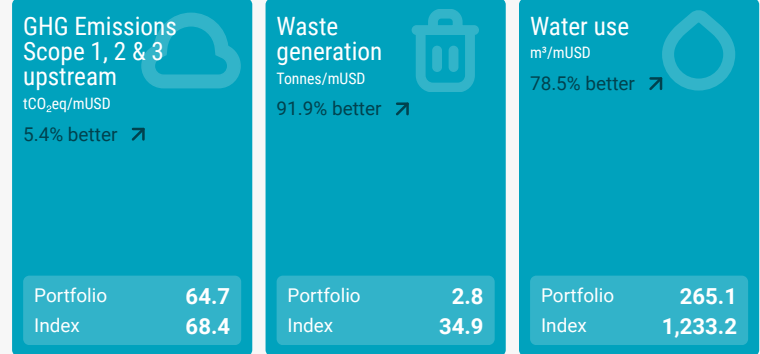 GHG Emissions
Scope 1, 2 & 3
upstream
tCO₂eq/mUSD
5.4% better
Portfolio 64.7
Index 68.4
Waste
generation
Tonnes/mUSD
91.9% better
Portfolio 2.8
Index 34.9
Water use
m³/mUSD
78.5% better
Portfolio 265.1
Index 1,233.2